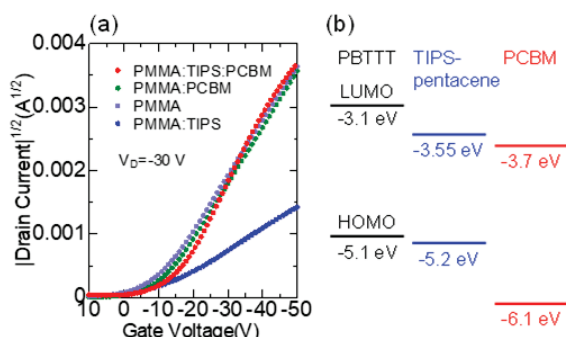 (a)
0.004
0.003
0.002
0.001
0
10 0 -10 -20 -30 -40 -50
Gate Voltage(V)
|Drain Current|1/2(A1/2)
PMMA:TIPS:PCBM
PMMA:PCBM
PMMA
PMMA:TIPS
VD=-30 V
(b)
PBTTT
LUMO
-3.1 eV
HOMO
-5.1 eV
TIPS-
pentacene
-3.55 eV
-5.2 eV
PCBM
-3.7 eV
-6.1 eV